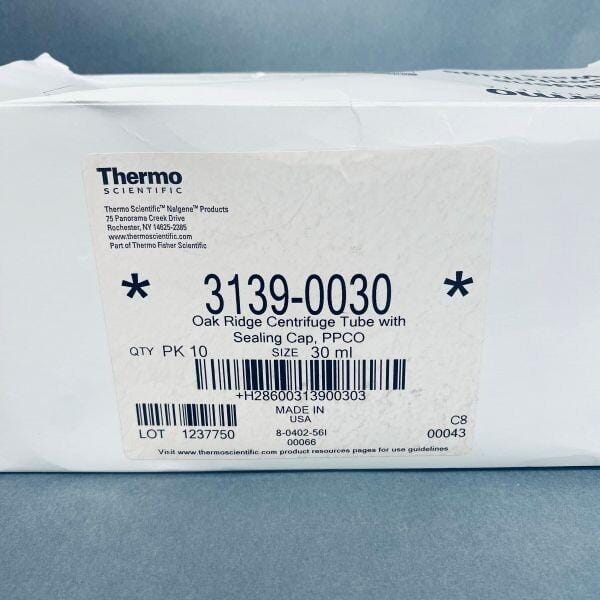 Thermo
SCIENTIFIC
Thermo Scientific™ Nalgene™ Products
75 Panorama Creek Drive
Rochester, NY 14625-2385
www.thermoscientific.com
Part of Thermo Fisher Scientific
* 3139-0030 *
Oak Ridge Centrifuge Tube with
Sealing Cap, PPCO
QTY PK 10 SIZE 30 ml
+H28600313900303
MADE IN
USA
LOT 1237750
8-0402-56I
00066
C8
00043
Visit www.thermoscientific.com product resources pages for use guidelines